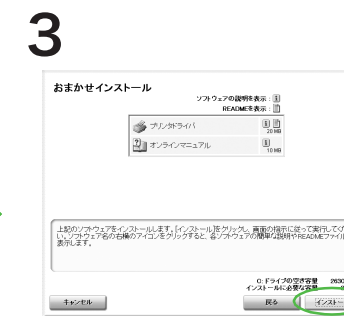 3
おまかせインストール
ソフトウェアの説明を表示 :
READMEを表示 :
プリンタドライバ
20 MB
オンラインマニュアル
10 MB
上記のソフトウェアをインストールします。[インストール]をクリックし、画面の指示に従って実行してく
い。ソフトウェア名の右横のアイコンをクリックすると、各ソフトウェアの簡単な説明やREADMEファイル
表示します。
C: ドライブの空き容量 2630
インストールに必要な容量
キャンセル
戻る
インストー